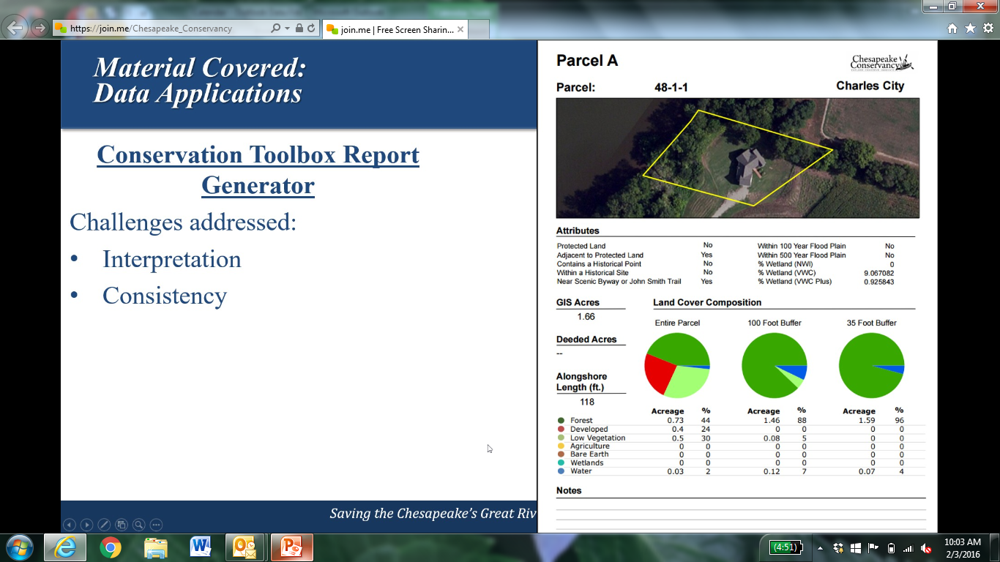 https://join.me/Chesapeake_Conservancy
join.me | Free Screen Sharin...
Material Covered:
Data Applications
Conservation Toolbox Report
Generator
Challenges addressed:
• Interpretation
• Consistency
Saving the Chesapeake's Great Riv
Parcel A
Chesapeake
Conservancy
Parcel: 48-1-1 Charles City
Attributes
Protected Land No Within 100 Year Flood Plain No
Adjacent to Protected Land Yes Within 500 Year Flood Plain No
Contains a Historical Point No % Wetland (NWI) 0
Within a Historical Site No % Wetland (VWC) 9.067082
Near Scenic Byway or John Smith Trail Yes % Wetland (VWC Plus) 0.925843
GIS Acres Land Cover Composition
1.66
Entire Parcel 100 Foot Buffer 35 Foot Buffer
Deeded Acres
--
Alongshore
Length (ft.)
118
Acreage % Acreage % Acreage %
Forest 0.73 44 1.46 88 1.59 96
Developed 0.4 24 0 0 0 0
Low Vegetation 0.5 30 0.08 5 0 0
Agriculture 0 0 0 0 0 0
Bare Earth 0 0 0 0 0 0
Wetlands 0 0 0 0 0 0
Water 0.03 2 0.12 7 0.07 4
Notes
(4:51)
10:03 AM
2/3/2016